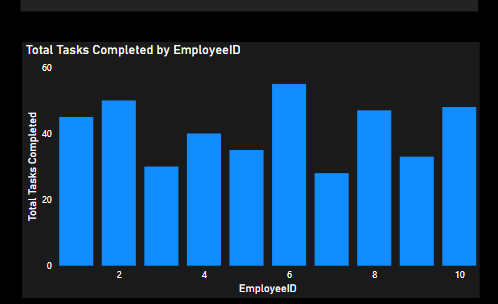 Total Tasks Completed by EmployeeID
60
40
20
0
Total Tasks Completed
2 4 6 8 10
EmployeeID